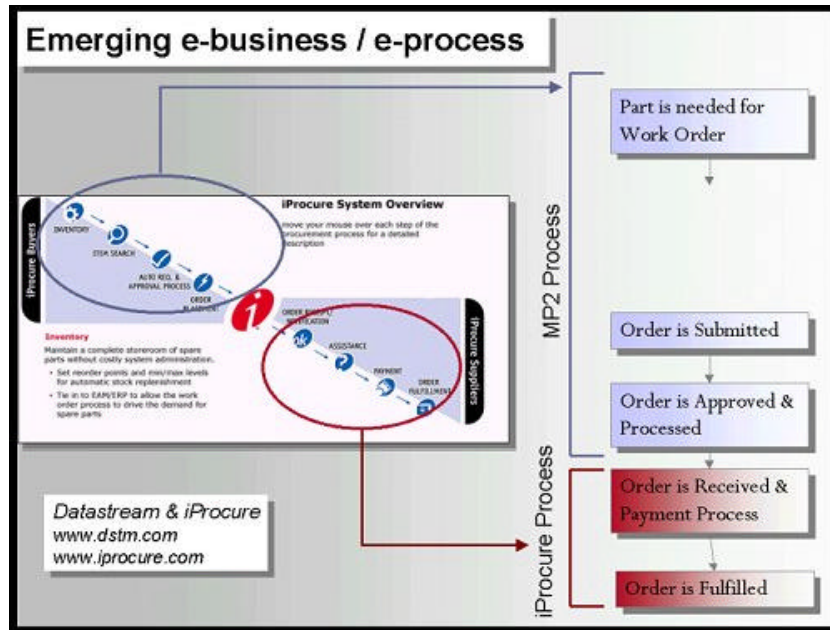 Emerging e-business / e-process
iProcure Buyers
INVENTORY
ITEM SEARCH
AUTO REQ. &
APPROVAL PROCESS
ORDER
PLACEMENT
i
iProcure System Overview
move your mouse over each step of the
procurement process for a detailed
description
ORDER RECEIPT/
NOTIFICATION
ok
ASSISTANCE
PAYMENT
ORDER
FULFILLMENT
iProcure Suppliers
Inventory
Maintain a complete storeroom of spare
parts without costly system administration.
• Set reorder points and min/max levels
for automatic stock replenishment
• Tie in to EAM/ERP to allow the work
order process to drive the demand for
spare parts
Datastream & iProcure
www.dstm.com
www.iprocure.com
MP2 Process
Part is needed for
Work Order
Order is Submitted
Order is Approved &
Processed
iProcure Process
Order is Received &
Payment Process
Order is Fulfilled